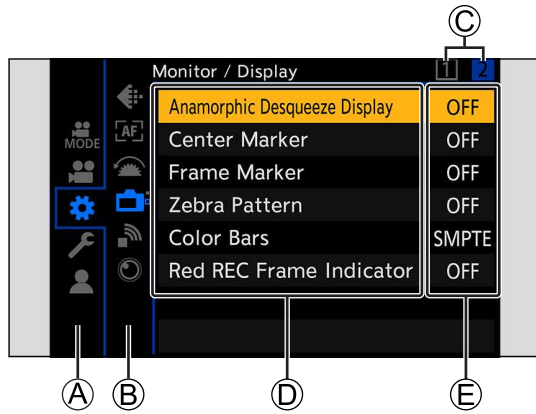 C
Monitor / Display 1 2
Anamorphic Desqueeze Display OFF
AF
MODE
Center Marker OFF
Frame Marker OFF
Zebra Pattern OFF
Color Bars SMPTE
Red REC Frame Indicator OFF
A B D E